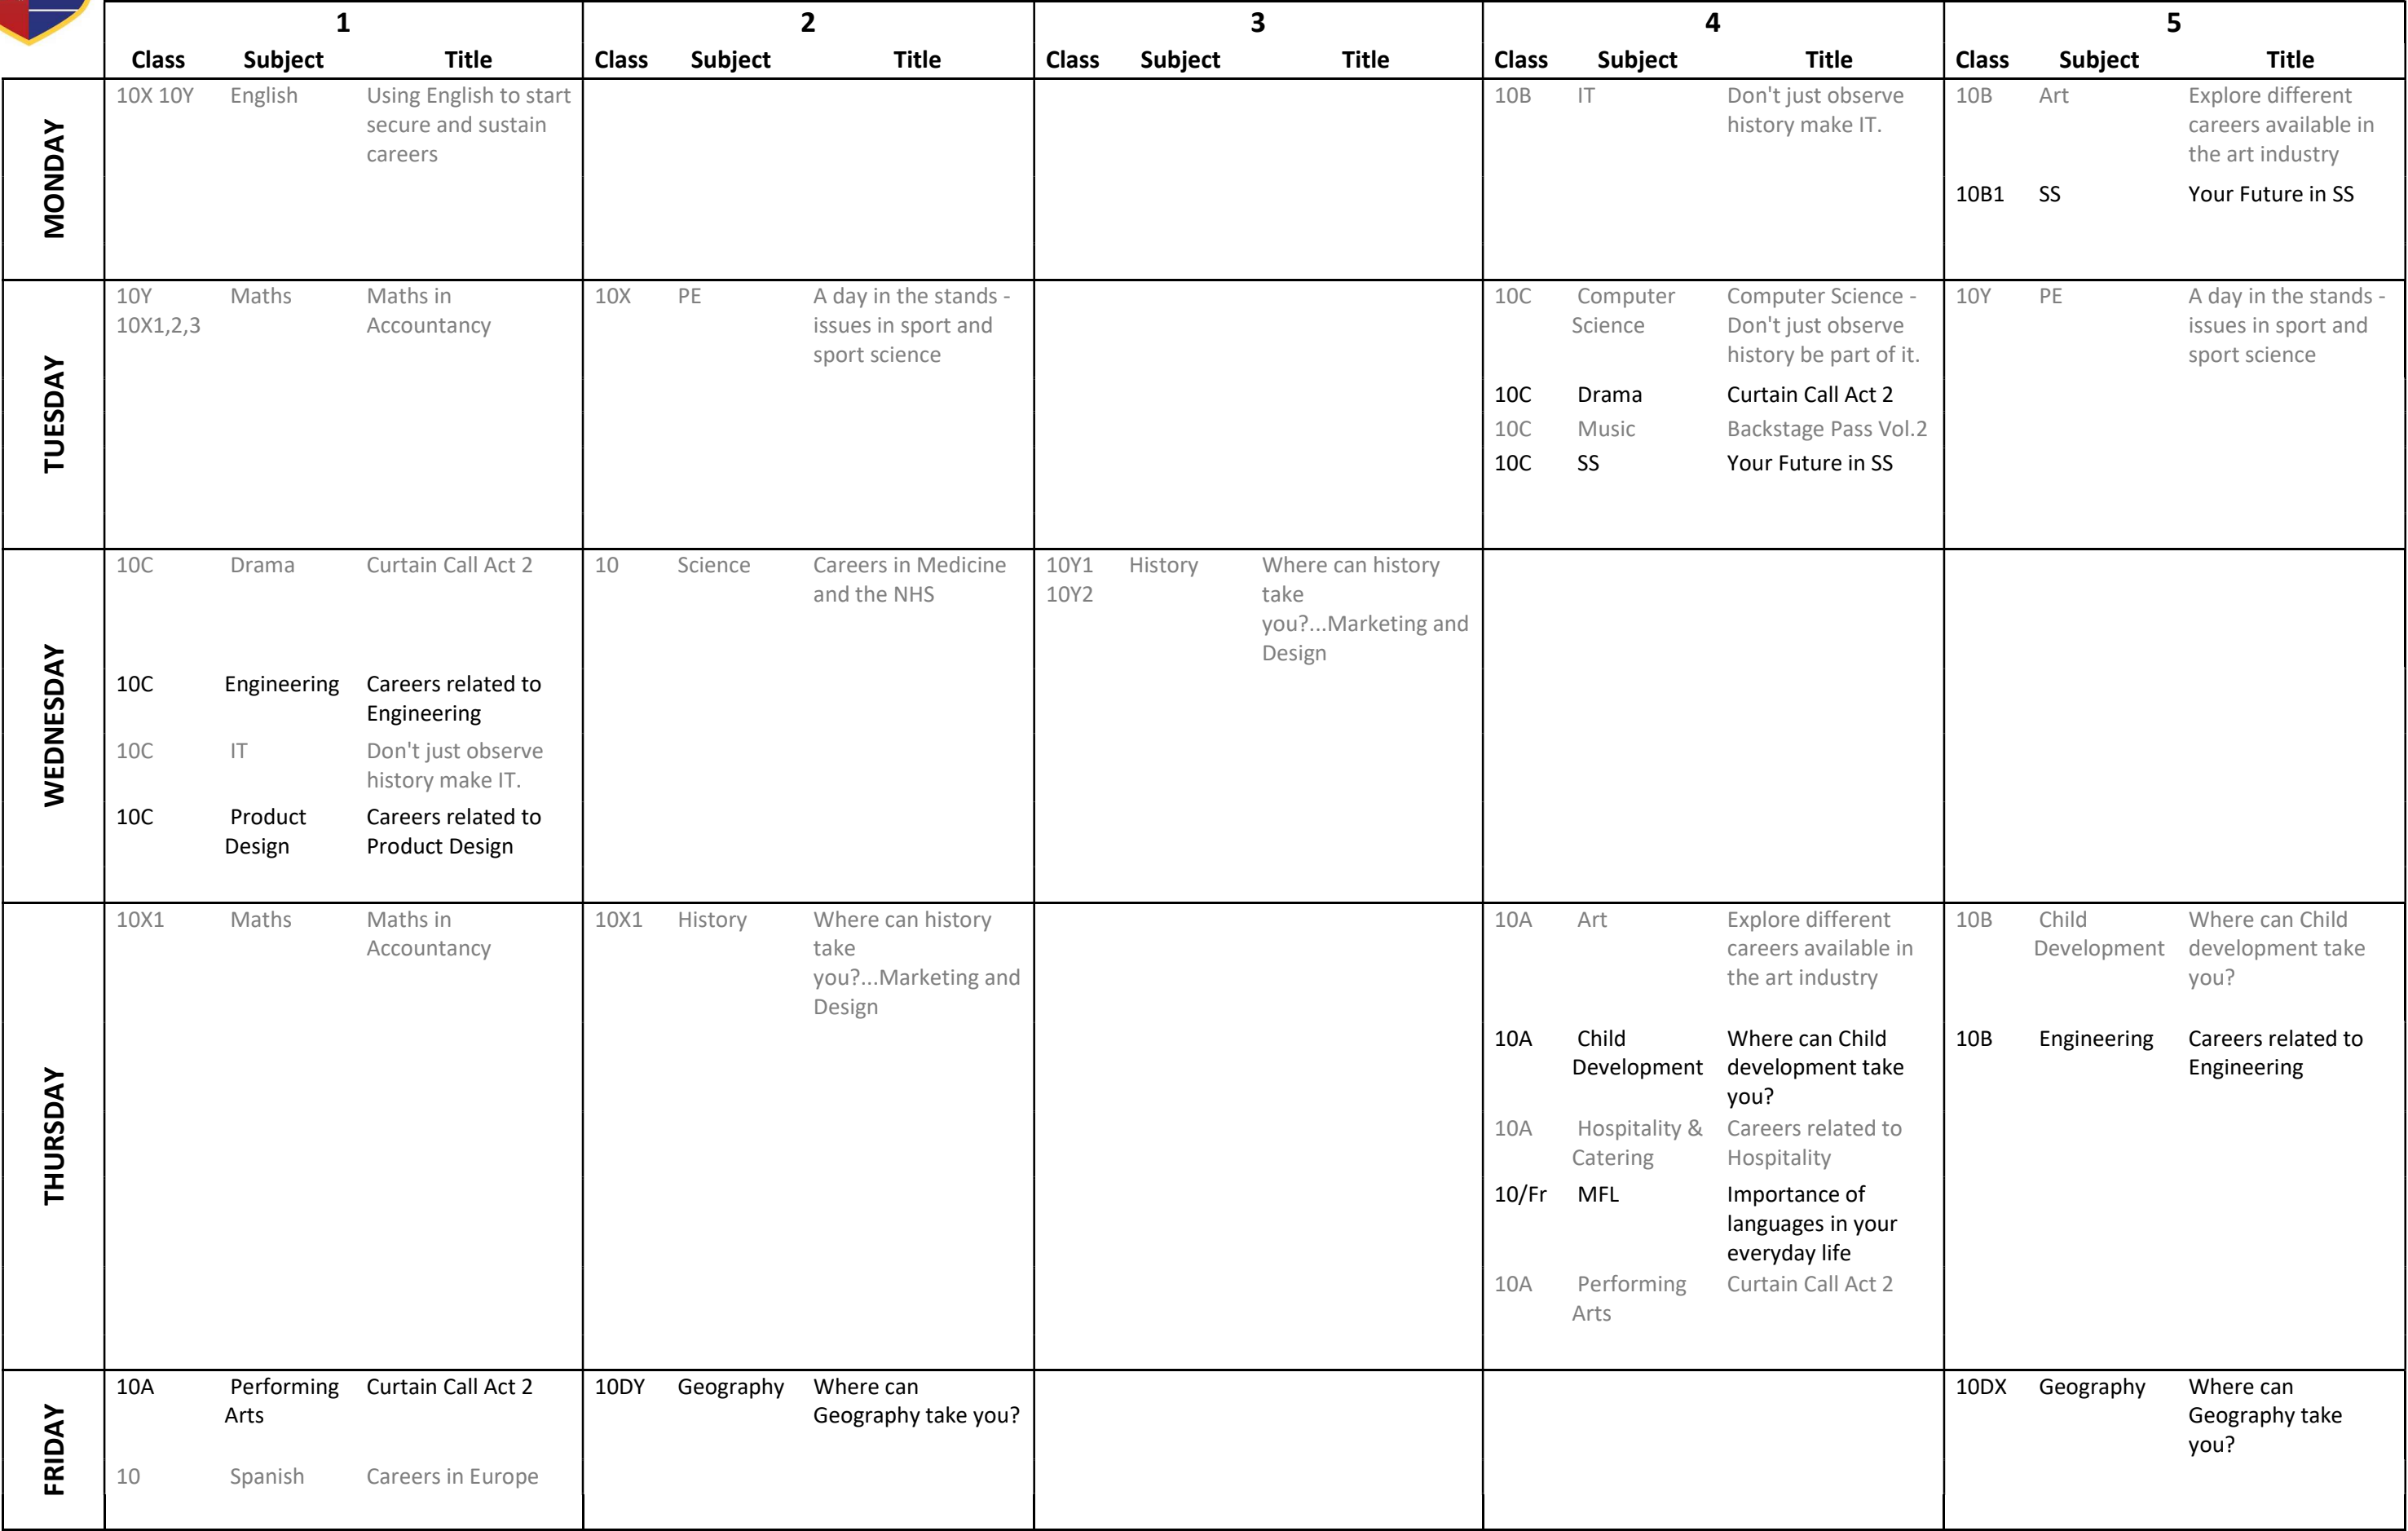 1 2 3 4 5
Class Subject Title Class Subject Title Class Subject Title Class Subject Title Class Subject Title
MONDAY
10X 10Y English Using English to start
secure and sustain
careers
10B IT Don't just observe
history make IT.
10B Art Explore different
careers available in
the art industry
10B1 SS Your Future in SS
TUESDAY
10Y Maths Maths in
10X1,2,3 Accountancy
10X PE A day in the stands -
issues in sport and
sport science
10C Computer Computer Science -
Science Don't just observe
history be part of it.
10C Drama Curtain Call Act 2
10C Music Backstage Pass Vol.2
10C SS Your Future in SS
10Y PE A day in the stands -
issues in sport and
sport science
WEDNESDAY
10C Drama Curtain Call Act 2
10C Engineering Careers related to
Engineering
10C IT Don't just observe
history make IT.
10C Product Careers related to
Design Product Design
10 Science Careers in Medicine
and the NHS
10Y1 History Where can history
10Y2 take
you?...Marketing and
Design
THURSDAY
10X1 Maths Maths in
Accountancy
10X1 History Where can history
take
you?...Marketing and
Design
10A Art Explore different
careers available in
the art industry
10A Child Where can Child
Development development take
you?
10A Hospitality & Careers related to
Catering Hospitality
10/Fr MFL Importance of
languages in your
everyday life
10A Performing Curtain Call Act 2
Arts
10B Child Where can Child
Development development take
you?
10B Engineering Careers related to
Engineering
FRIDAY
10A Performing Curtain Call Act 2
Arts
10 Spanish Careers in Europe
10DY Geography Where can
Geography take you?
10DX Geography Where can
Geography take
you?